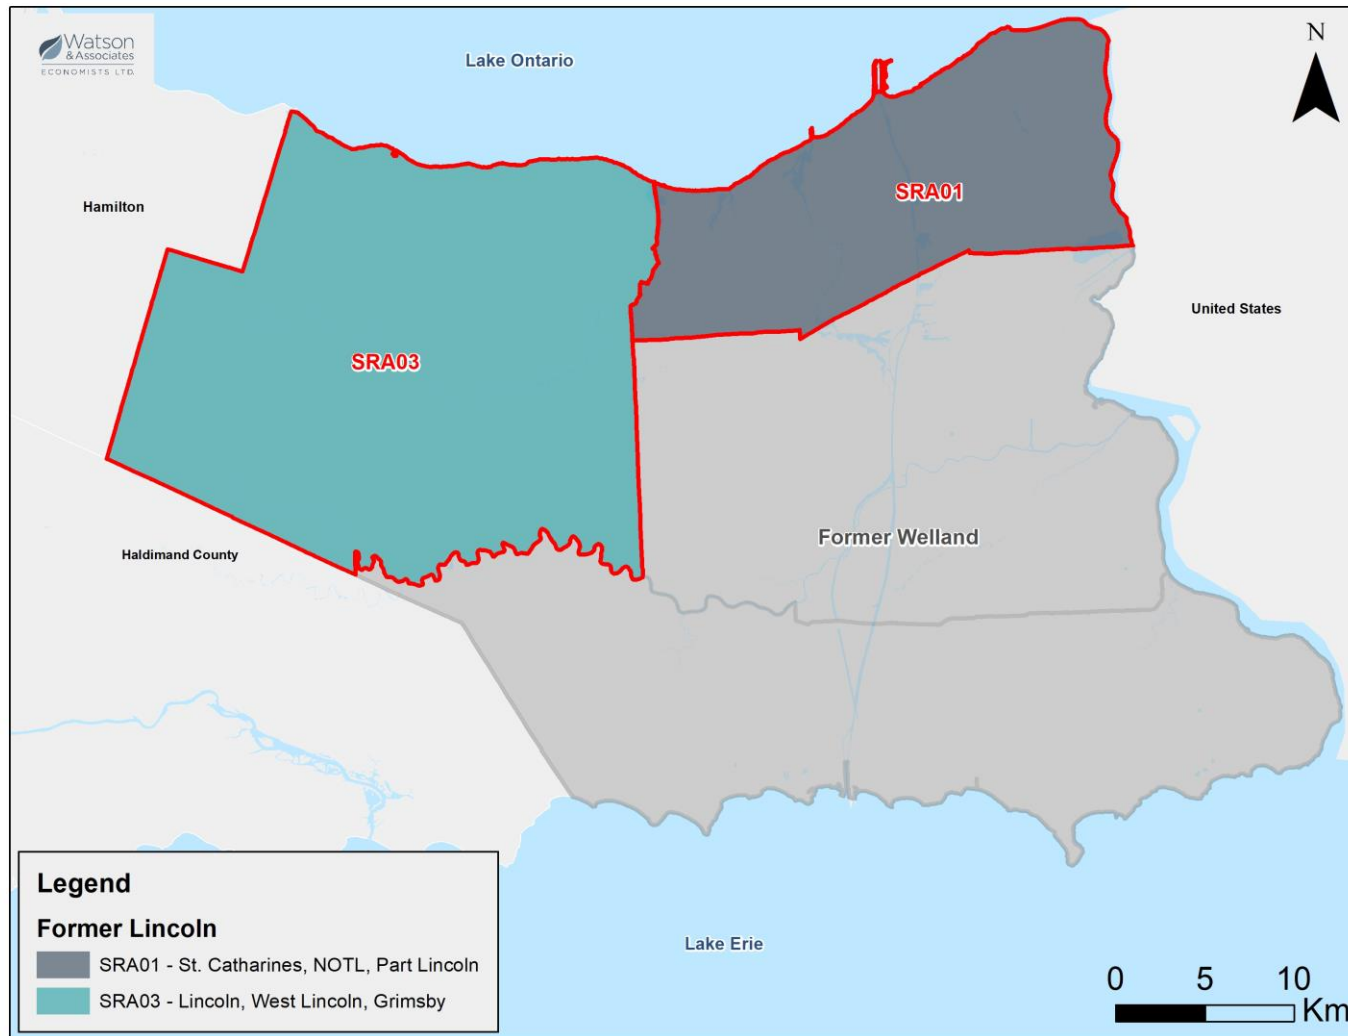 Watson
& Associates
ECONOMISTS LTD.
Lake Ontario
N
Hamilton
SRA01
United States
SRA03
Former Welland
Haldimand County
Lake Erie
Legend
Former Lincoln
SRA01 - St. Catharines, NOTL, Part Lincoln
SRA03 - Lincoln, West Lincoln, Grimsby
0 5 10
Km